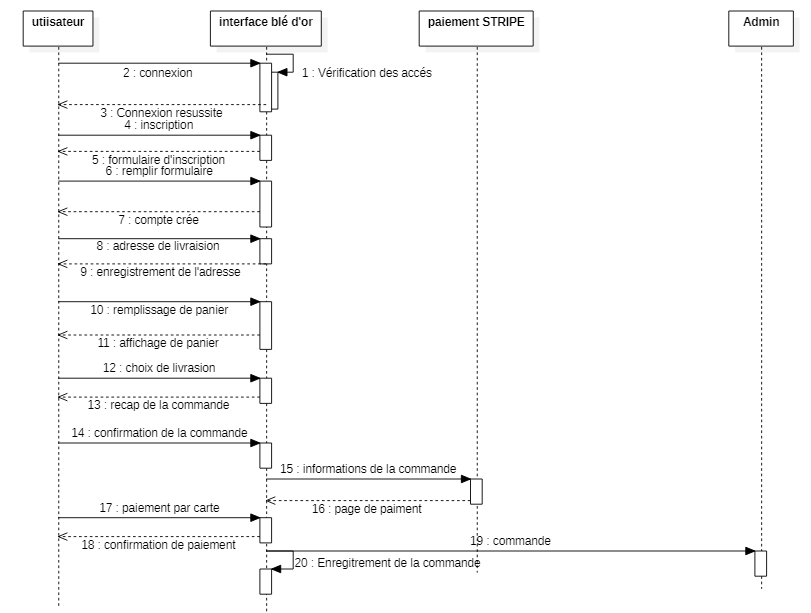 utiisateur
interface blé d'or
paiement STRIPE
Admin
2 : connexion
1 : Vérification des accés
3 : Connexion resussite
4 : inscription
5 : formulaire d'inscription
6 : remplir formulaire
7 : compte crée
8 : adresse de livraision
9 : enregistrement de l'adresse
10 : remplissage de panier
11 : affichage de panier
12 : choix de livrasion
13 : recap de la commande
14 : confirmation de la commande
15 : informations de la commande
16 : page de paiment
17 : paiement par carte
18 : confirmation de paiement
19 : commande
20 : Enregitrement de la commande